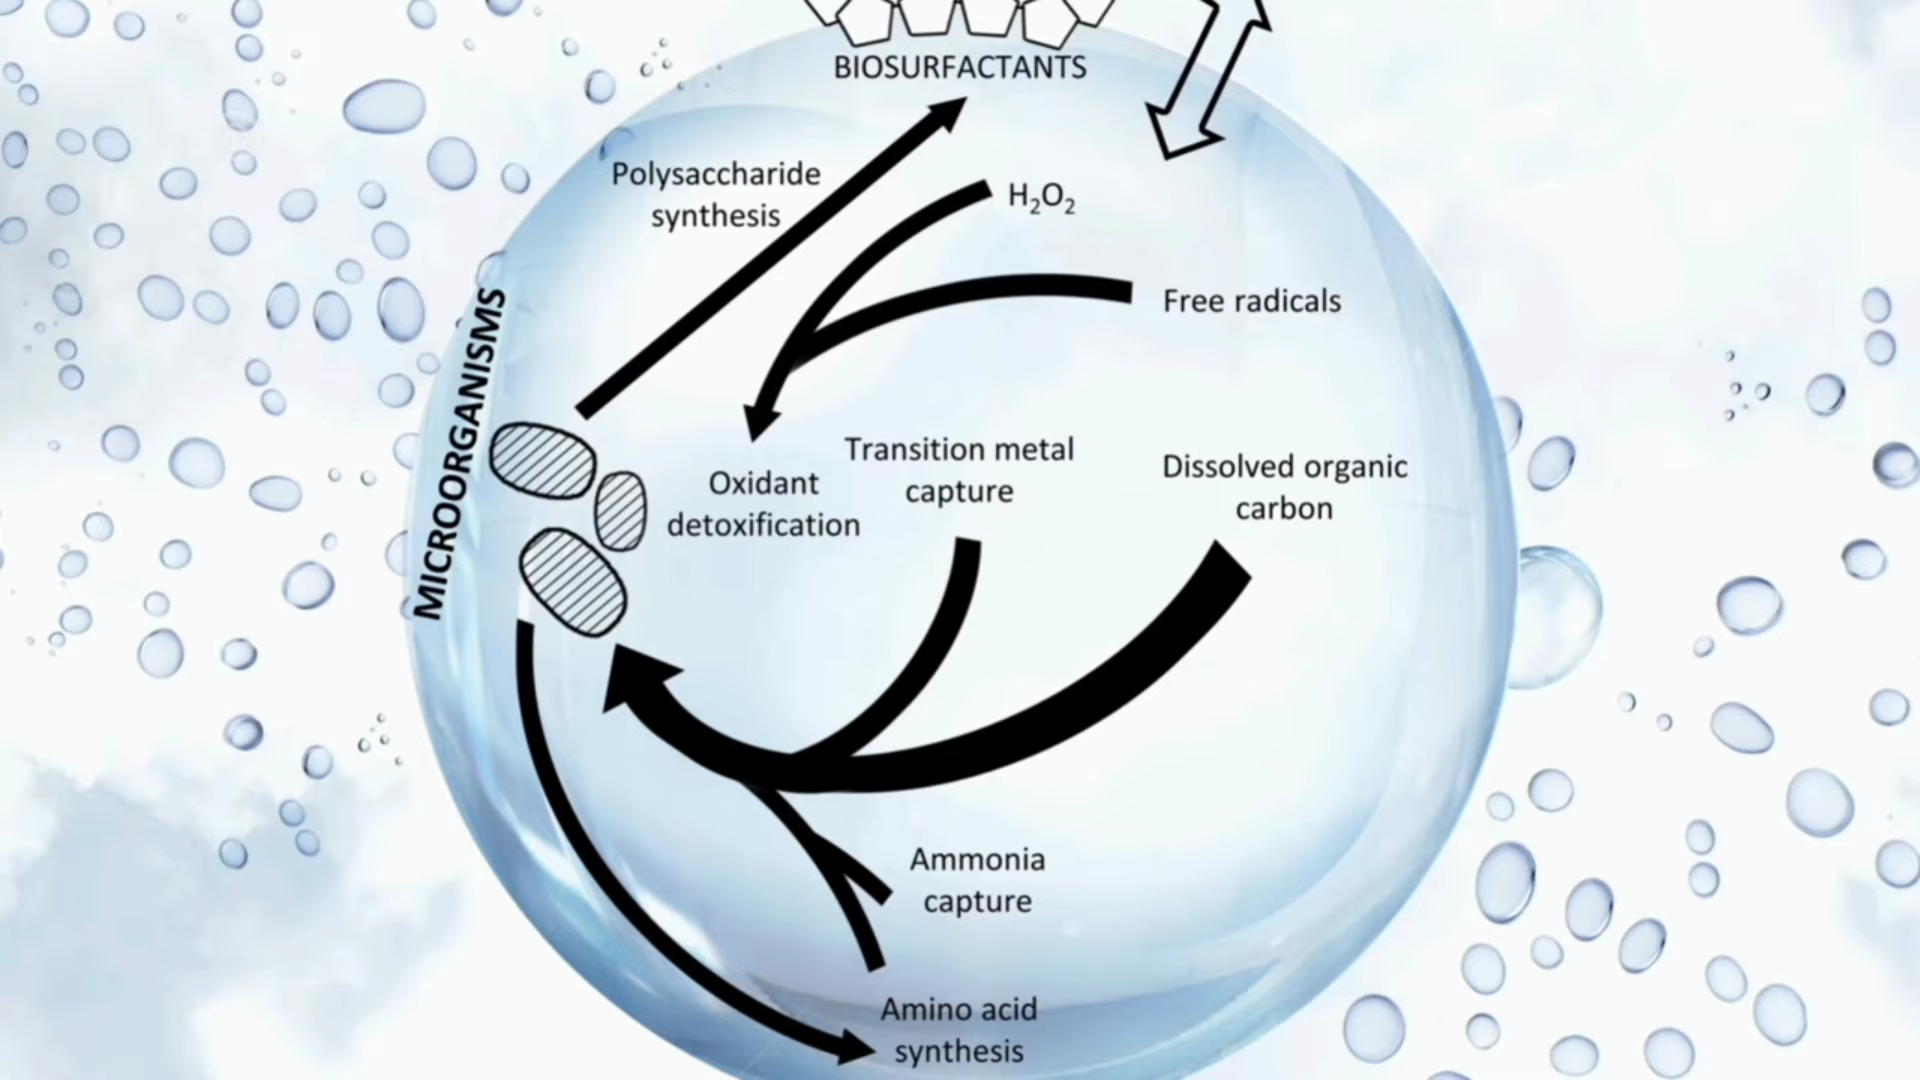 BIOSURFACTANTS
Polysaccharide
synthesis
H₂O₂
Free radicals
MICROORGANISMS
Oxidant
detoxification
Transition metal
capture
Dissolved organic
carbon
Ammonia
capture
Amino acid
synthesis